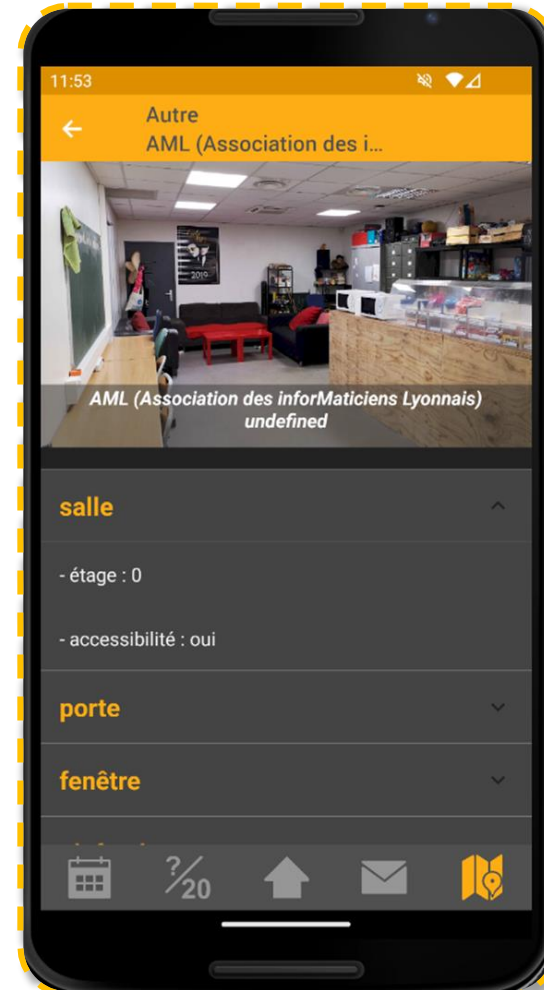 11:53
Autre
AML (Association des i...
2019
AML (Association des inforMaticiens Lyonnais)
undefined
salle
- étage : 0
- accessibilité : oui
porte
fenêtre
?/20